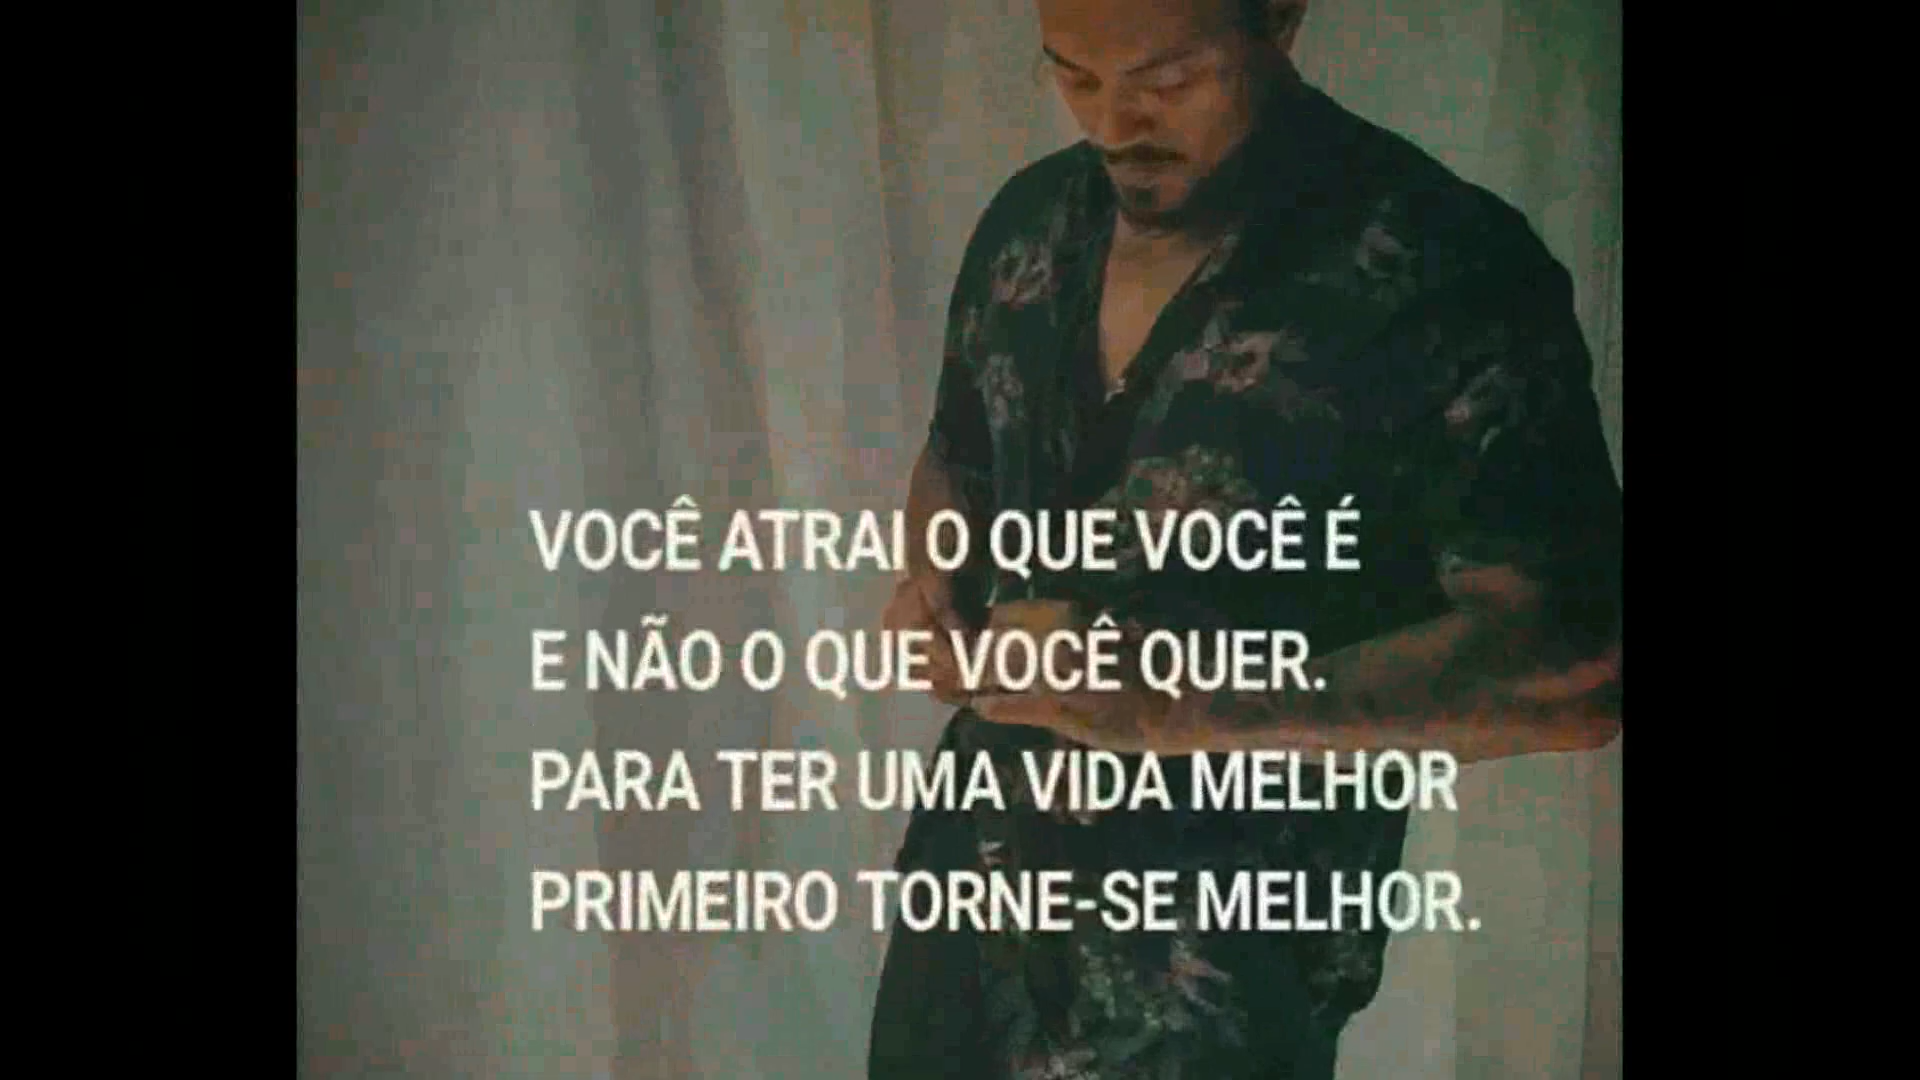 VOCÊ ATRAI O QUE VOCÊ É
E NÃO O QUE VOCÊ QUER.
PARA TER UMA VIDA MELHOR
PRIMEIRO TORNE-SE MELHOR.